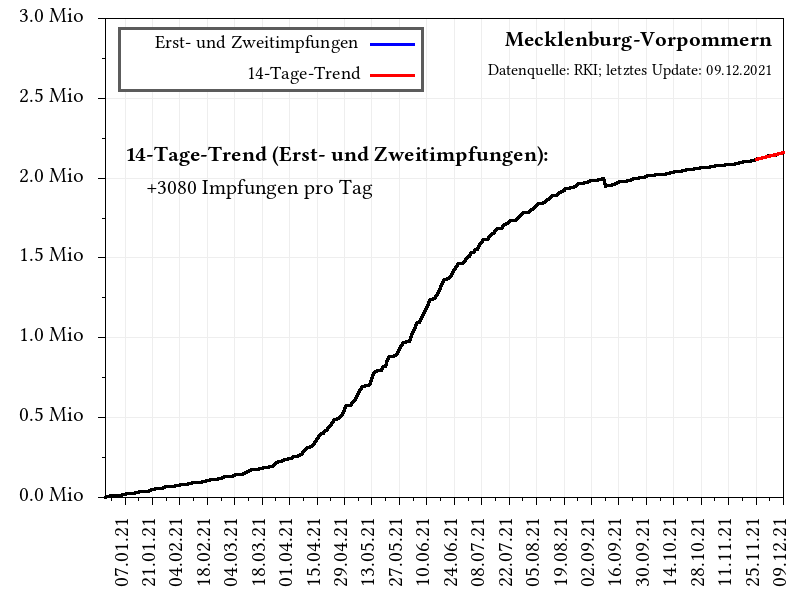 3.0 Mio
2.5 Mio
2.0 Mio
1.5 Mio
1.0 Mio
0.5 Mio
0.0 Mio
Erst- und Zweitimpfungen
14-Tage-Trend
Mecklenburg-Vorpommern
Datenquelle: RKI; letztes Update: 09.12.2021
14-Tage-Trend (Erst- und Zweitimpfungen):
+3080 Impfungen pro Tag
07.01.21
21.01.21
04.02.21
18.02.21
04.03.21
18.03.21
01.04.21
15.04.21
29.04.21
13.05.21
27.05.21
10.06.21
24.06.21
08.07.21
22.07.21
05.08.21
19.08.21
02.09.21
16.09.21
30.09.21
14.10.21
28.10.21
11.11.21
25.11.21
09.12.21